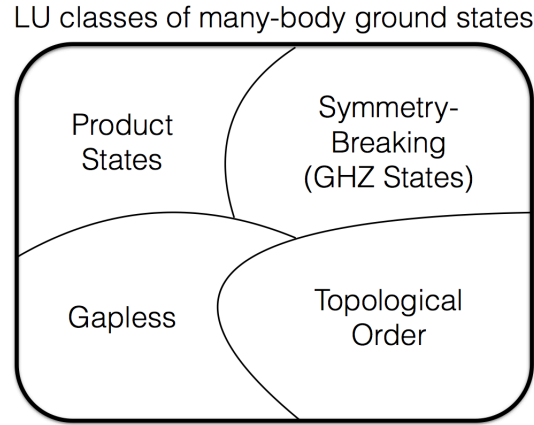 LU classes of many-body ground states
Product
States
Symmetry-
Breaking
(GHZ States)
Gapless
Topological
Order